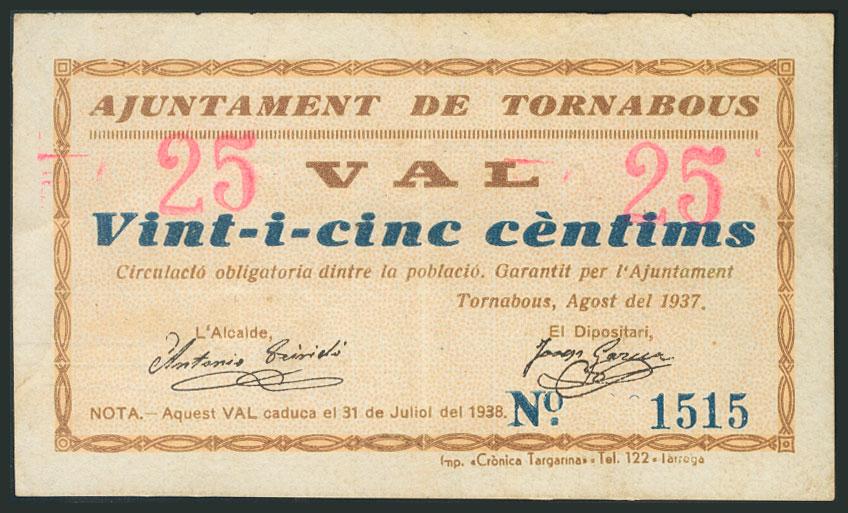 AJUNTAMENT DE TORNABOUS
25 VAL 25
Vint-i-cinc cèntims
Circulació obligatoria dintre la població. Garantit per l'Ajuntament
Tornabous, Agost del 1937.
L'Alcalde, El Dipositari,
Antonio
NOTA.—Aquest VAL caduca el 31 de Juliol del 1938. Nº. 1515
Imp. «Crònica Targarina» - Tel. 122 - Tàrrega